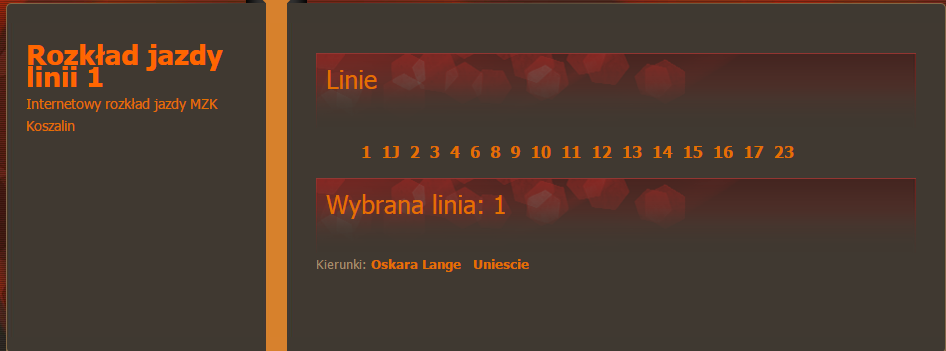 Rozkład jazdy
linii 1
Internetowy rozkład jazdy MZK
Koszalin
Linie
1 1J 2 3 4 6 8 9 10 11 12 13 14 15 16 17 23
Wybrana linia: 1
Kierunki: Oskara Lange Uniescie